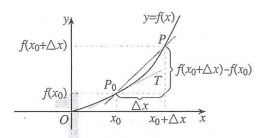 y
y=f(x)
f(x₀+Δx)
P
P₀
T
f(x₀+Δx)−f(x₀)
f(x₀)
Δx
O
x₀
x₀+Δx
x